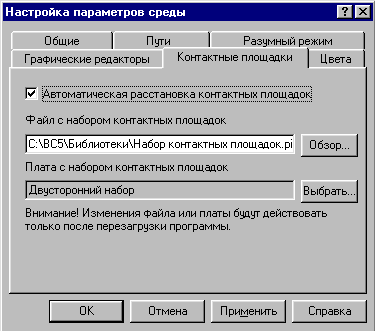 Настройка параметров среды
Общие
Пути
Разумный режим
Графические редакторы
Контактные площадки
Цвета
Автоматическая расстановка контактных площадок
Файл с набором контактных площадок
C:\BC5\Библиотеки\Набор контактных площадок.pi
Обзор...
Плата с набором контактных площадок
Двусторонний набор
Выбрать...
Внимание! Изменения файла или платы будут действовать
только после перезагрузки программы.
OK
Отмена
Применить
Справка